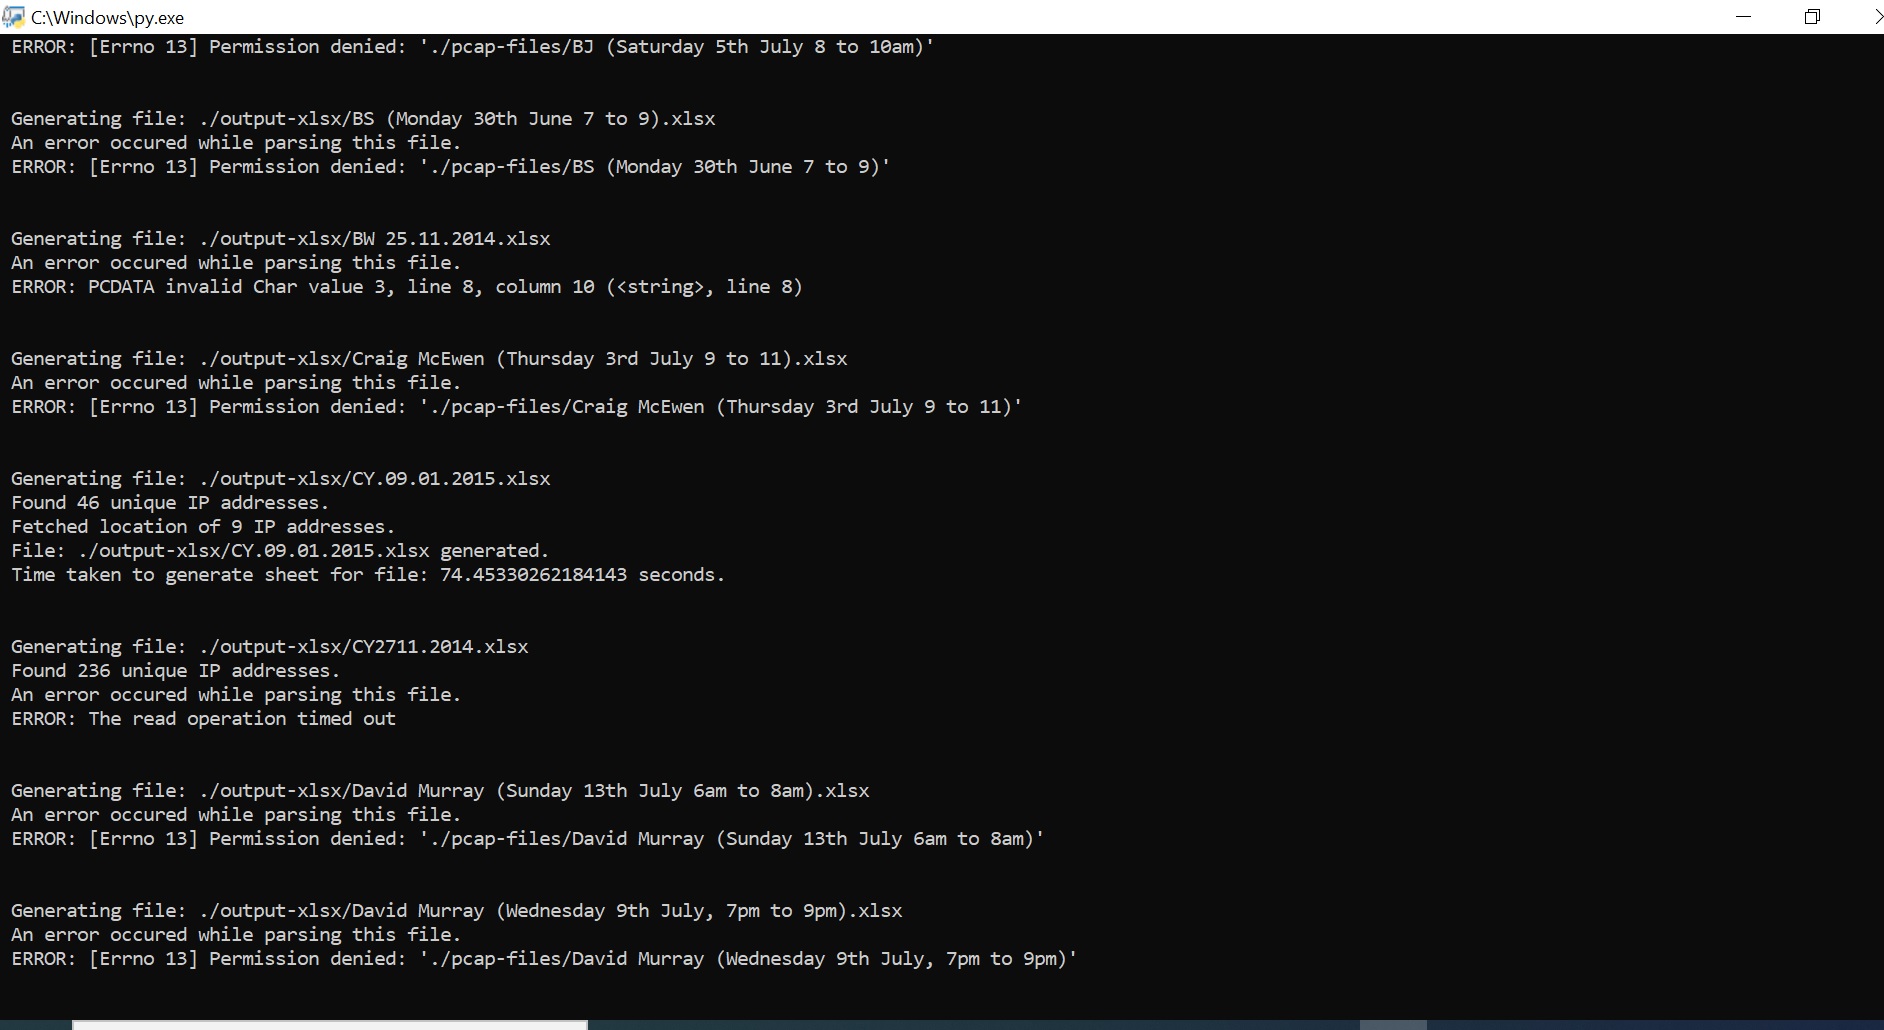 C:\Windows\py.exe
ERROR: [Errno 13] Permission denied: './pcap-files/BJ (Saturday 5th July 8 to 10am)'
Generating file: ./output-xlsx/BS (Monday 30th June 7 to 9).xlsx
An error occured while parsing this file.
ERROR: [Errno 13] Permission denied: './pcap-files/BS (Monday 30th June 7 to 9)'
Generating file: ./output-xlsx/BW 25.11.2014.xlsx
An error occured while parsing this file.
ERROR: PCDATA invalid Char value 3, line 8, column 10 (<string>, line 8)
Generating file: ./output-xlsx/Craig McEwen (Thursday 3rd July 9 to 11).xlsx
An error occured while parsing this file.
ERROR: [Errno 13] Permission denied: './pcap-files/Craig McEwen (Thursday 3rd July 9 to 11)'
Generating file: ./output-xlsx/CY.09.01.2015.xlsx
Found 46 unique IP addresses.
Fetched location of 9 IP addresses.
File: ./output-xlsx/CY.09.01.2015.xlsx generated.
Time taken to generate sheet for file: 74.45330262184143 seconds.
Generating file: ./output-xlsx/CY2711.2014.xlsx
Found 236 unique IP addresses.
An error occured while parsing this file.
ERROR: The read operation timed out
Generating file: ./output-xlsx/David Murray (Sunday 13th July 6am to 8am).xlsx
An error occured while parsing this file.
ERROR: [Errno 13] Permission denied: './pcap-files/David Murray (Sunday 13th July 6am to 8am)'
Generating file: ./output-xlsx/David Murray (Wednesday 9th July, 7pm to 9pm).xlsx
An error occured while parsing this file.
ERROR: [Errno 13] Permission denied: './pcap-files/David Murray (Wednesday 9th July, 7pm to 9pm)'